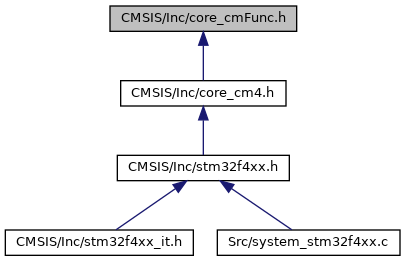 CMSIS/Inc/core_cmFunc.h
CMSIS/Inc/core_cm4.h
CMSIS/Inc/stm32f4xx.h
CMSIS/Inc/stm32f4xx_it.h
Src/system_stm32f4xx.c